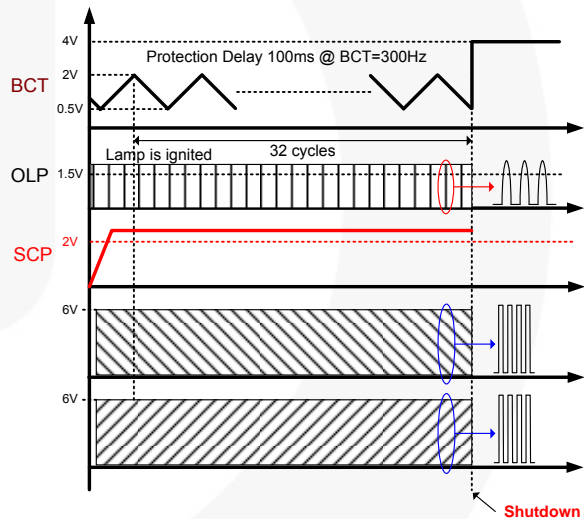 4V
Protection Delay 100ms @ BCT=300Hz
2V
BCT
0.5V
Lamp is ignited
32 cycles
OLP
1.5V
2V
SCP
6V
6V
Shutdown